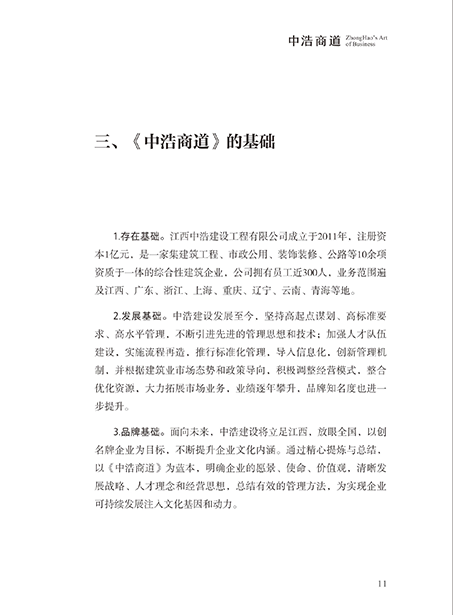 中浩商道 ZhongHao's Art
of Business
三、《中浩商道》的基础
1.存在基础。江西中浩建设工程有限公司成立于2011年，注册资
本1亿元，是一家集建筑工程、市政公用、装饰装修、公路等10余项
资质于一体的综合性建筑企业，公司拥有员工近300人，业务范围遍
及江西、广东、浙江、上海、重庆、辽宁、云南、青海等地。
2.发展基础。中浩建设发展至今，坚持高起点谋划、高标准要
求、高水平管理，不断引进先进的管理思想和技术；加强人才队伍
建设，实施流程再造，推行标准化管理，导入信息化，创新管理机
制，并根据建筑业市场态势和政策导向，积极调整经营模式，整合
优化资源，大力拓展市场业务，业绩逐年攀升，品牌知名度也进一
步提升。
3.品牌基础。面向未来，中浩建设将立足江西，放眼全国，以创
名牌企业为目标，不断提升企业文化内涵。通过精心提炼与总结，
以《中浩商道》为蓝本，明确企业的愿景、使命、价值观，清晰发
展战略、人才理念和经营思想，总结有效的管理方法，为实现企业
可持续发展注入文化基因和动力。
11